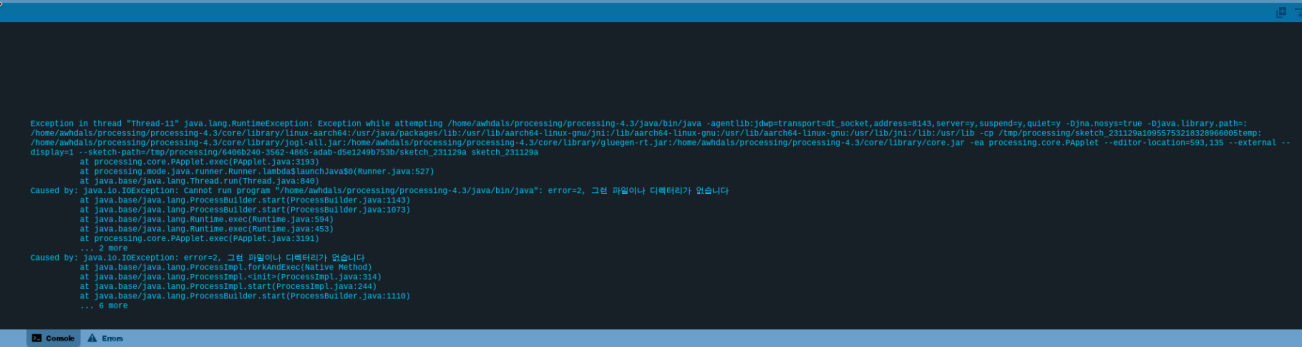 Exception in thread "Thread-11" java.lang.RuntimeException: Exception while attempting /home/awhdals/processing/processing-4.3/java/bin/java -agentlib:jdwp=transport=dt_socket,address=8143,server=y,suspend=y,quiet=y -Djna.nosys=true -Djava.library.path=:
/home/awhdals/processing/processing-4.3/core/library/linux-aarch64:/usr/java/packages/lib:/usr/lib/aarch64-linux-gnu/jni:/lib/aarch64-linux-gnu:/usr/lib/aarch64-linux-gnu:/usr/lib/jni:/lib:/usr/lib -cp /tmp/processing/sketch_231129a10955753218328966005temp:
/home/awhdals/processing/processing-4.3/core/library/jogl-all.jar:/home/awhdals/processing/processing-4.3/core/library/gluegen-rt.jar:/home/awhdals/processing/processing-4.3/core/library/core.jar -ea processing.core.PApplet --editor-location=593,135 --external --
display=1 --sketch-path=/tmp/processing/6406b240-3562-4865-adab-d5e1249b753b/sketch_231129a sketch_231129a
at processing.core.PApplet.exec(PApplet.java:3193)
at processing.mode.java.runner.Runner.lambda$launchJava$0(Runner.java:527)
at java.base/java.lang.Thread.run(Thread.java:840)
Caused by: java.io.IOException: Cannot run program "/home/awhdals/processing/processing-4.3/java/bin/java": error=2, 그런 파일이나 디렉터리가 없습니다
at java.base/java.lang.ProcessBuilder.start(ProcessBuilder.java:1143)
at java.base/java.lang.ProcessBuilder.start(ProcessBuilder.java:1073)
at java.base/java.lang.Runtime.exec(Runtime.java:594)
at java.base/java.lang.Runtime.exec(Runtime.java:453)
at processing.core.PApplet.exec(PApplet.java:3191)
... 2 more
Caused by: java.io.IOException: error=2, 그런 파일이나 디렉터리가 없습니다
at java.base/java.lang.ProcessImpl.forkAndExec(Native Method)
at java.base/java.lang.ProcessImpl.<init>(ProcessImpl.java:314)
at java.base/java.lang.ProcessImpl.start(ProcessImpl.java:244)
at java.base/java.lang.ProcessBuilder.start(ProcessBuilder.java:1110)
... 6 more
Console Errors